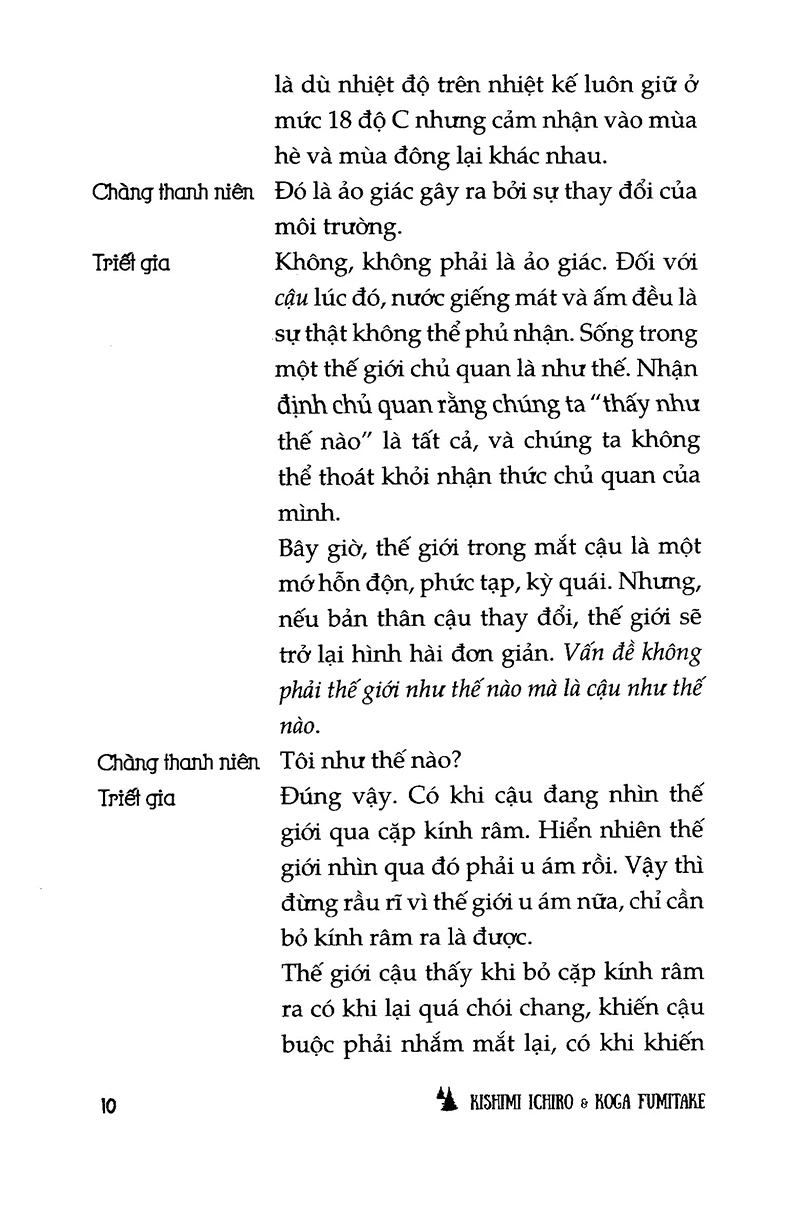 là dù nhiệt độ trên nhiệt kế luôn giữ ở
mức 18 độ C nhưng cảm nhận vào mùa
hè và mùa đông lại khác nhau.
Chàng thanh niên Đó là ảo giác gây ra bởi sự thay đổi của
môi trường.
Triết gia Không, không phải là ảo giác. Đối với
cậu lúc đó, nước giếng mát và ấm đều là
sự thật không thể phủ nhận. Sống trong
một thế giới chủ quan là như thế. Nhận
định chủ quan rằng chúng ta "thấy như
thế nào" là tất cả, và chúng ta không
thể thoát khỏi nhận thức chủ quan của
mình.
Bây giờ, thế giới trong mắt cậu là một
mớ hỗn độn, phức tạp, kỳ quái. Nhưng,
nếu bản thân cậu thay đổi, thế giới sẽ
trở lại hình hài đơn giản. Vấn đề không
phải thế giới như thế nào mà là cậu như thế
nào.
Chàng thanh niên Tôi như thế nào?
Triết gia Đúng vậy. Có khi cậu đang nhìn thế
giới qua cặp kính râm. Hiển nhiên thế
giới nhìn qua đó phải u ám rồi. Vậy thì
đừng rầu rĩ vì thế giới u ám nữa, chỉ cần
bỏ kính râm ra là được.
Thế giới cậu thấy khi bỏ cặp kính râm
ra có khi lại quá chói chang, khiến cậu
buộc phải nhắm mắt lại, có khi khiến
10 KISHIMI ICHIRO & KOGA FUMITAKE